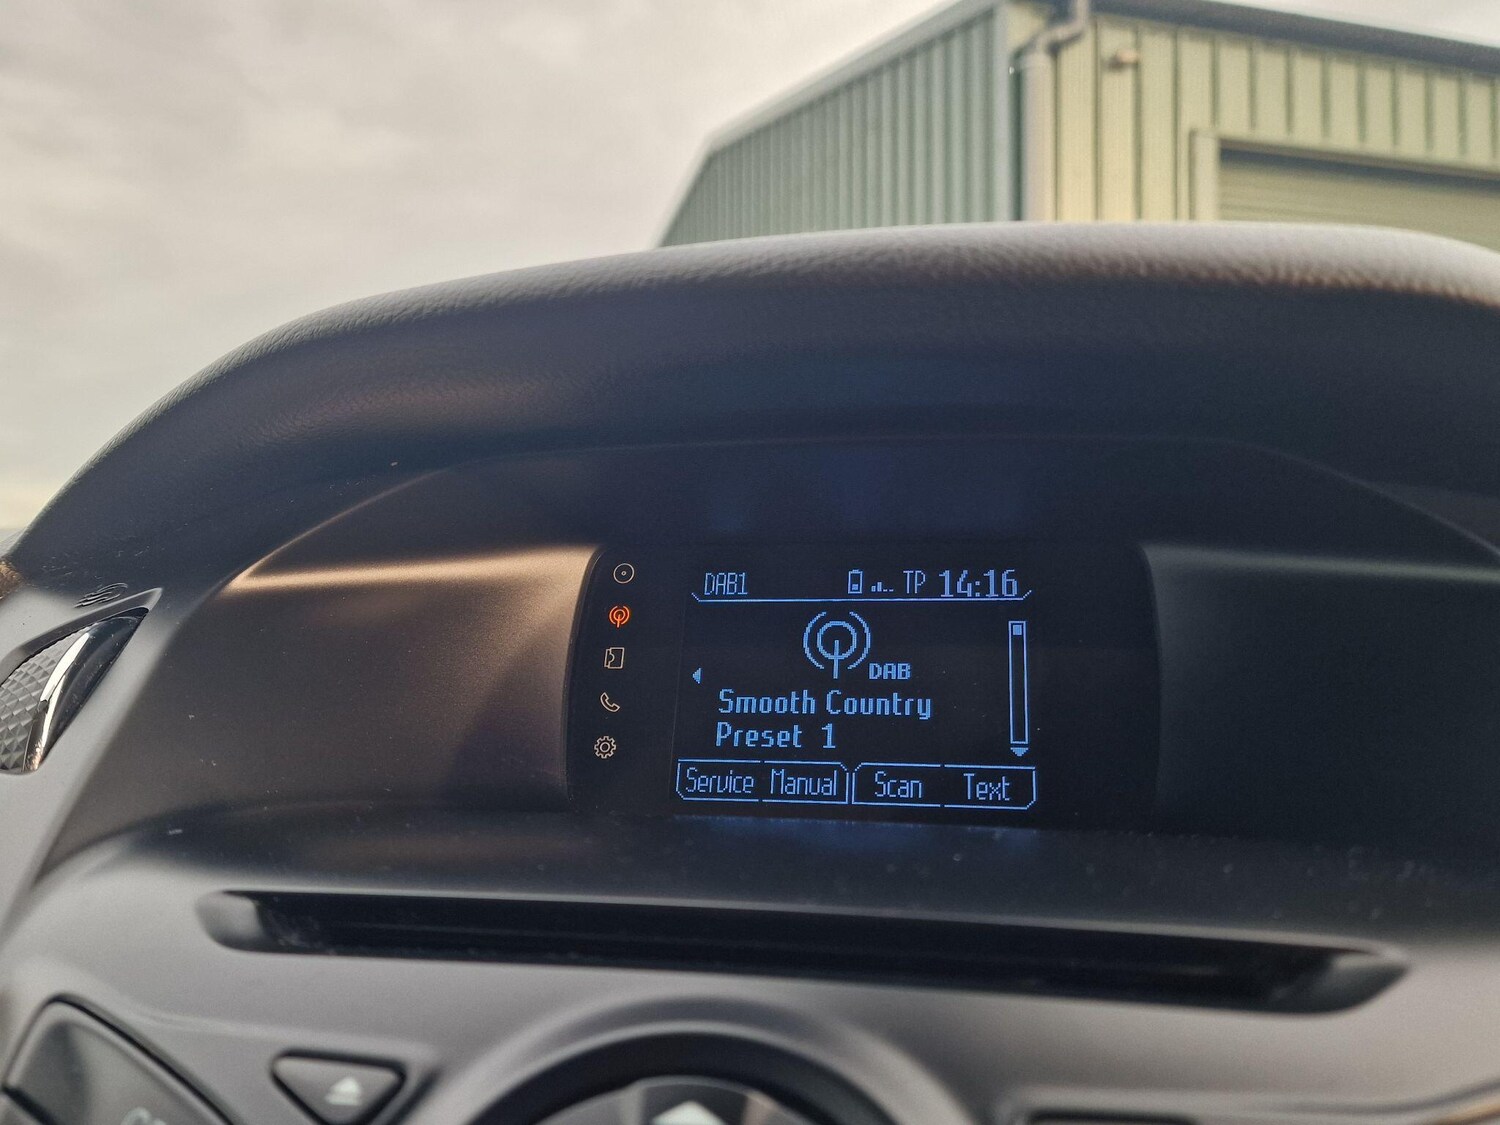 DAB1 TP 14:16
DAB
Smooth Country
Preset 1
Service Manual Scan Text